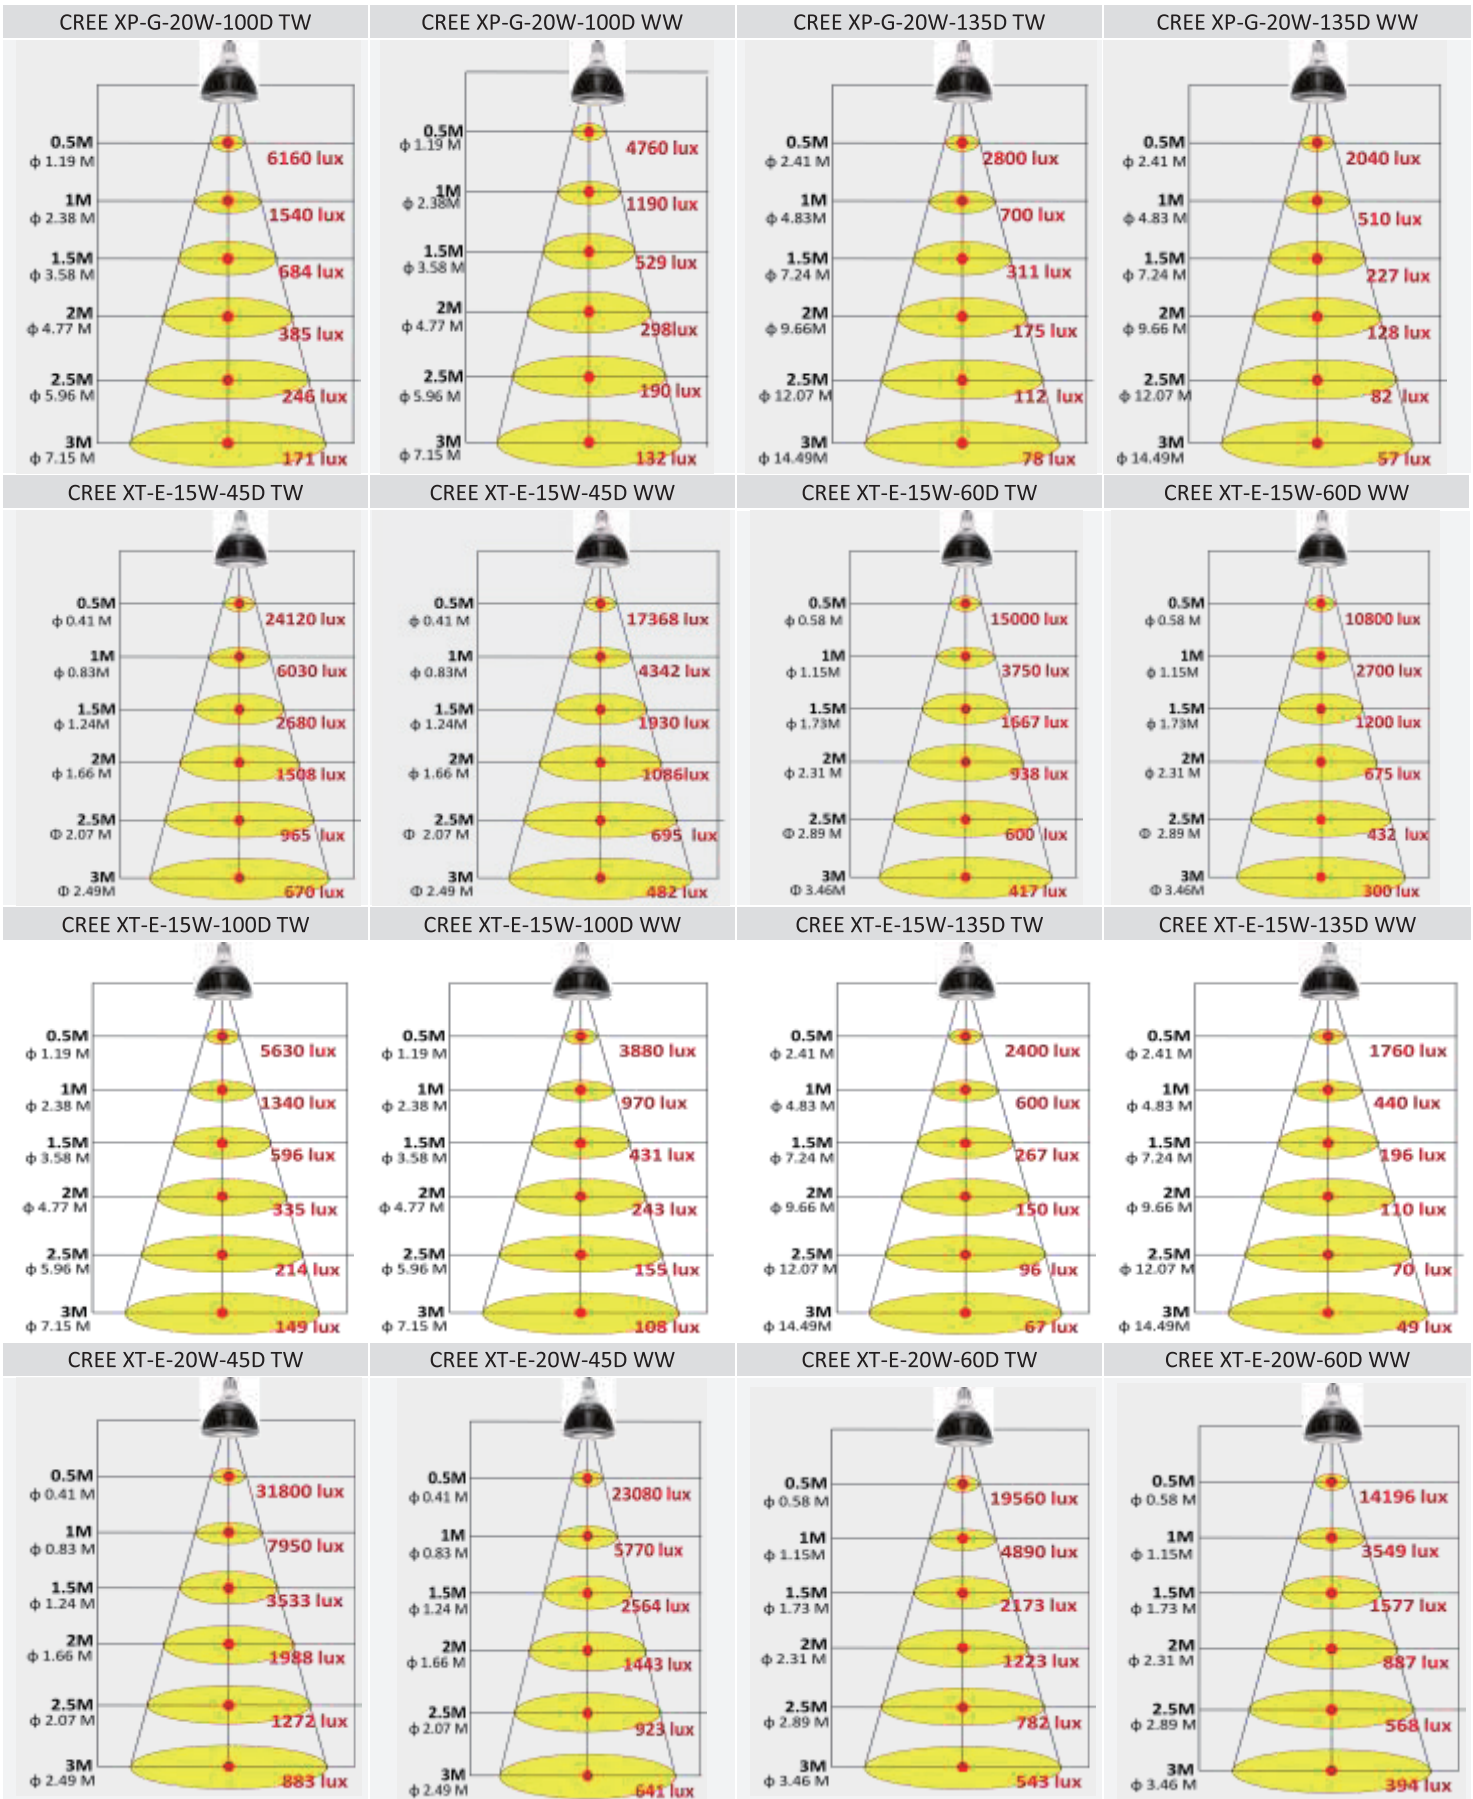 CREE XP-G-20W-100D TW
0.5M
ϕ 1.19 M
6160 lux
1M
ϕ 2.38 M
1540 lux
1.5M
ϕ 3.58 M
684 lux
2M
ϕ 4.77 M
385 lux
2.5M
ϕ 5.96 M
246 lux
3M
ϕ 7.15 M
171 lux
CREE XP-G-20W-100D WW
0.5M
ϕ 1.19 M
4760 lux
1M
ϕ 2.38M
1190 lux
1.5M
ϕ 3.58 M
529 lux
2M
ϕ 4.77 M
298lux
2.5M
ϕ 5.96 M
190 lux
3M
ϕ 7.15 M
132 lux
CREE XP-G-20W-135D TW
0.5M
ϕ 2.41 M
2800 lux
1M
ϕ 4.83M
700 lux
1.5M
ϕ 7.24 M
311 lux
2M
ϕ 9.66M
175 lux
2.5M
ϕ 12.07 M
112 lux
3M
ϕ 14.49M
78 lux
CREE XP-G-20W-135D WW
0.5M
ϕ 2.41 M
2040 lux
1M
ϕ 4.83 M
510 lux
1.5M
ϕ 7.24 M
227 lux
2M
ϕ 9.66 M
128 lux
2.5M
ϕ 12.07 M
82 lux
3M
ϕ 14.49M
57 lux
CREE XT-E-15W-45D TW
0.5M
ϕ 0.41 M
24120 lux
1M
ϕ 0.83M
6030 lux
1.5M
ϕ 1.24M
2680 lux
2M
ϕ 1.66 M
1508 lux
2.5M
Φ 2.07 M
965 lux
3M
Φ 2.49M
670 lux
CREE XT-E-15W-45D WW
0.5M
ϕ 0.41 M
17368 lux
1M
ϕ 0.83M
4342 lux
1.5M
ϕ 1.24M
1930 lux
2M
ϕ 1.66 M
1086lux
2.5M
Φ 2.07 M
695 lux
3M
Φ 2.49 M
482 lux
CREE XT-E-15W-60D TW
0.5M
ϕ 0.58 M
15000 lux
1M
ϕ 1.15M
3750 lux
1.5M
ϕ 1.73M
1667 lux
2M
ϕ 2.31 M
938 lux
2.5M
Φ 2.89 M
600 lux
3M
Φ 3.46M
417 lux
CREE XT-E-15W-60D WW
0.5M
ϕ 0.58 M
10800 lux
1M
ϕ 1.15M
2700 lux
1.5M
ϕ 1.73M
1200 lux
2M
ϕ 2.31 M
675 lux
2.5M
Φ 2.89 M
432 lux
3M
Φ 3.46M
300 lux
CREE XT-E-15W-100D TW
0.5M
ϕ 1.19 M
5630 lux
1M
ϕ 2.38 M
1340 lux
1.5M
ϕ 3.58 M
596 lux
2M
ϕ 4.77 M
335 lux
2.5M
ϕ 5.96 M
214 lux
3M
ϕ 7.15 M
149 lux
CREE XT-E-15W-100D WW
0.5M
ϕ 1.19 M
3880 lux
1M
ϕ 2.38 M
970 lux
1.5M
ϕ 3.58 M
431 lux
2M
ϕ 4.77 M
243 lux
2.5M
ϕ 5.96 M
155 lux
3M
ϕ 7.15 M
108 lux
CREE XT-E-15W-135D TW
0.5M
ϕ 2.41 M
2400 lux
1M
ϕ 4.83 M
600 lux
1.5M
ϕ 7.24 M
267 lux
2M
ϕ 9.66 M
150 lux
2.5M
ϕ 12.07 M
96 lux
3M
ϕ 14.49M
67 lux
CREE XT-E-15W-135D WW
0.5M
ϕ 2.41 M
1760 lux
1M
ϕ 4.83 M
440 lux
1.5M
ϕ 7.24 M
196 lux
2M
ϕ 9.66 M
110 lux
2.5M
ϕ 12.07 M
70 lux
3M
ϕ 14.49M
49 lux
CREE XT-E-20W-45D TW
0.5M
ϕ 0.41 M
31800 lux
1M
ϕ 0.83 M
7950 lux
1.5M
ϕ 1.24 M
3533 lux
2M
ϕ 1.66 M
1988 lux
2.5M
ϕ 2.07 M
1272 lux
3M
ϕ 2.49 M
883 lux
CREE XT-E-20W-45D WW
0.5M
ϕ 0.41 M
23080 lux
1M
ϕ 0.83 M
5770 lux
1.5M
ϕ 1.24 M
2564 lux
2M
ϕ 1.66 M
1443 lux
2.5M
ϕ 2.07 M
923 lux
3M
ϕ 2.49 M
641 lux
CREE XT-E-20W-60D TW
0.5M
ϕ 0.58 M
19560 lux
1M
ϕ 1.15M
4890 lux
1.5M
ϕ 1.73 M
2173 lux
2M
ϕ 2.31 M
1223 lux
2.5M
ϕ 2.89 M
782 lux
3M
ϕ 3.46 M
543 lux
CREE XT-E-20W-60D WW
0.5M
ϕ 0.58 M
14196 lux
1M
ϕ 1.15M
3549 lux
1.5M
ϕ 1.73 M
1577 lux
2M
ϕ 2.31 M
887 lux
2.5M
ϕ 2.89 M
568 lux
3M
ϕ 3.46 M
394 lux